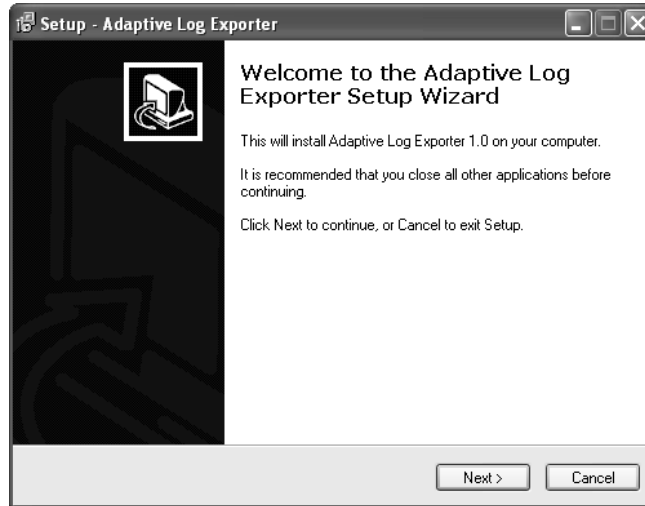 Setup - Adaptive Log Exporter
Welcome to the Adaptive Log
Exporter Setup Wizard
This will install Adaptive Log Exporter 1.0 on your computer.
It is recommended that you close all other applications before
continuing.
Click Next to continue, or Cancel to exit Setup.
Next >
Cancel